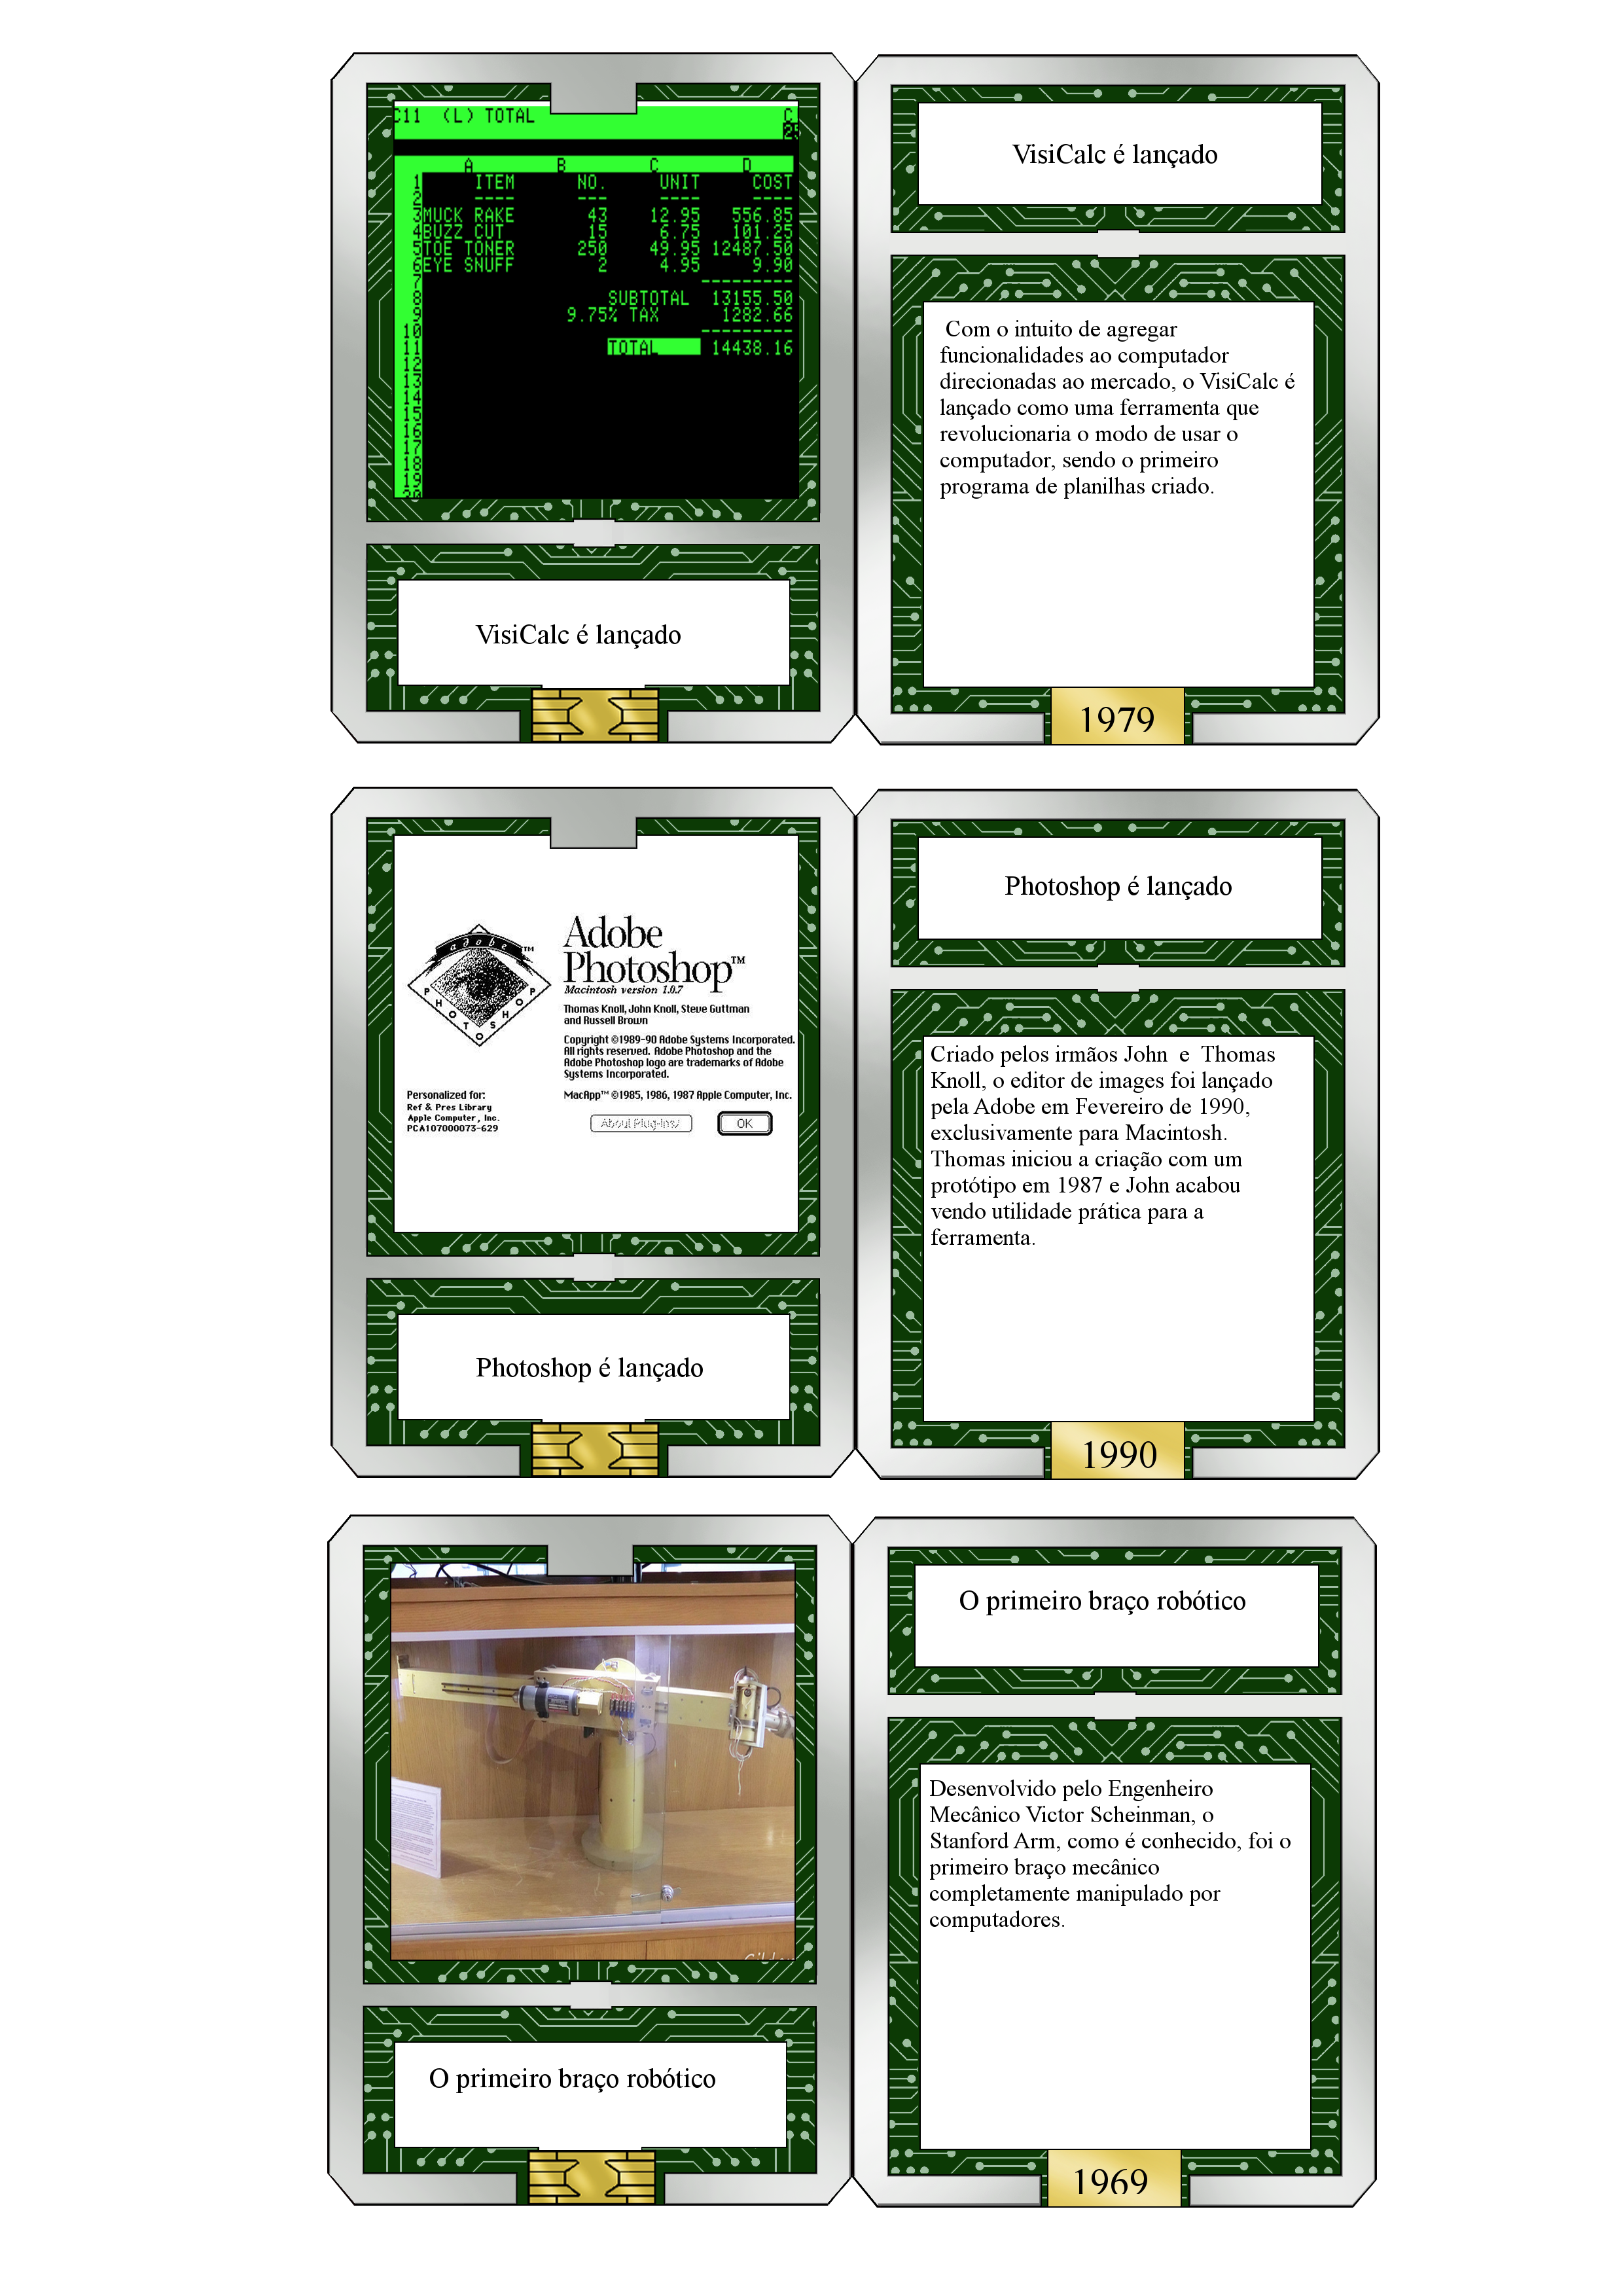 C11 (L) TOTAL C
25
A B C D
1 ITEM NO. UNIT COST
2 ---- --- ---- ----
3 MUCK RAKE 43 12.95 556.85
4 BUZZ CUT 15 6.75 101.25
5 TOE TONER 250 49.95 12487.50
6 EYE SNUFF 2 4.95 9.90
7 ---------
8 SUBTOTAL 13155.50
9 9.75% TAX 1282.66
10 ---------
11 TOTAL 14438.16
12
13
14
15
16
17
18
19
20
VisiCalc é lançado
VisiCalc é lançado
Com o intuito de agregar
funcionalidades ao computador
direcionadas ao mercado, o VisiCalc é
lançado como uma ferramenta que
revolucionaria o modo de usar o
computador, sendo o primeiro
programa de planilhas criado.
1979
adobe™
PHOTOSHOP
Adobe
Photoshop™
Macintosh version 1.0.7
Thomas Knoll, John Knoll, Steve Guttman
and Russell Brown
Copyright ©1989-90 Adobe Systems Incorporated.
All rights reserved. Adobe Photoshop and the
Adobe Photoshop logo are trademarks of Adobe
Systems Incorporated.
MacApp™ ©1985, 1986, 1987 Apple Computer, Inc.
Personalized for:
Ref & Pres Library
Apple Computer, Inc.
PCA107000073-629
About Plug-ins/
OK
Photoshop é lançado
Photoshop é lançado
Criado pelos irmãos John e Thomas
Knoll, o editor de images foi lançado
pela Adobe em Fevereiro de 1990,
exclusivamente para Macintosh.
Thomas iniciou a criação com um
protótipo em 1987 e John acabou
vendo utilidade prática para a
ferramenta.
1990
O primeiro braço robótico
O primeiro braço robótico
Desenvolvido pelo Engenheiro
Mecânico Victor Scheinman, o
Stanford Arm, como é conhecido, foi o
primeiro braço mecânico
completamente manipulado por
computadores.
1969